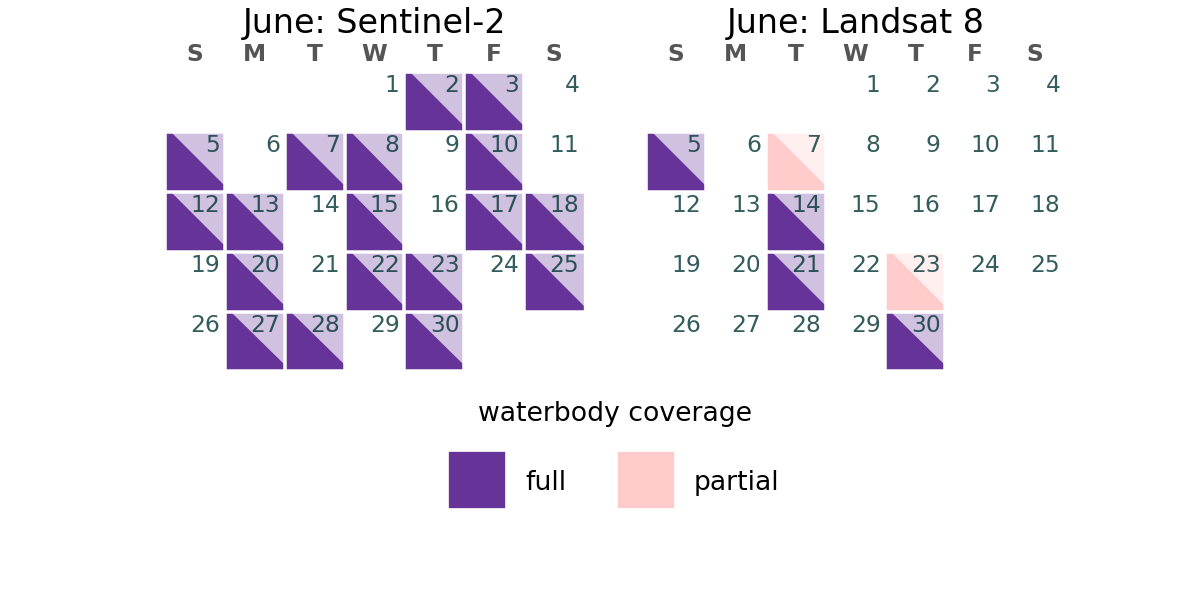 June: Sentinel-2
S M T W T F S
1 2 3 4
5 6 7 8 9 10 11
12 13 14 15 16 17 18
19 20 21 22 23 24 25
26 27 28 29 30
June: Landsat 8
S M T W T F S
1 2 3 4
5 6 7 8 9 10 11
12 13 14 15 16 17 18
19 20 21 22 23 24 25
26 27 28 29 30
waterbody coverage
full partial